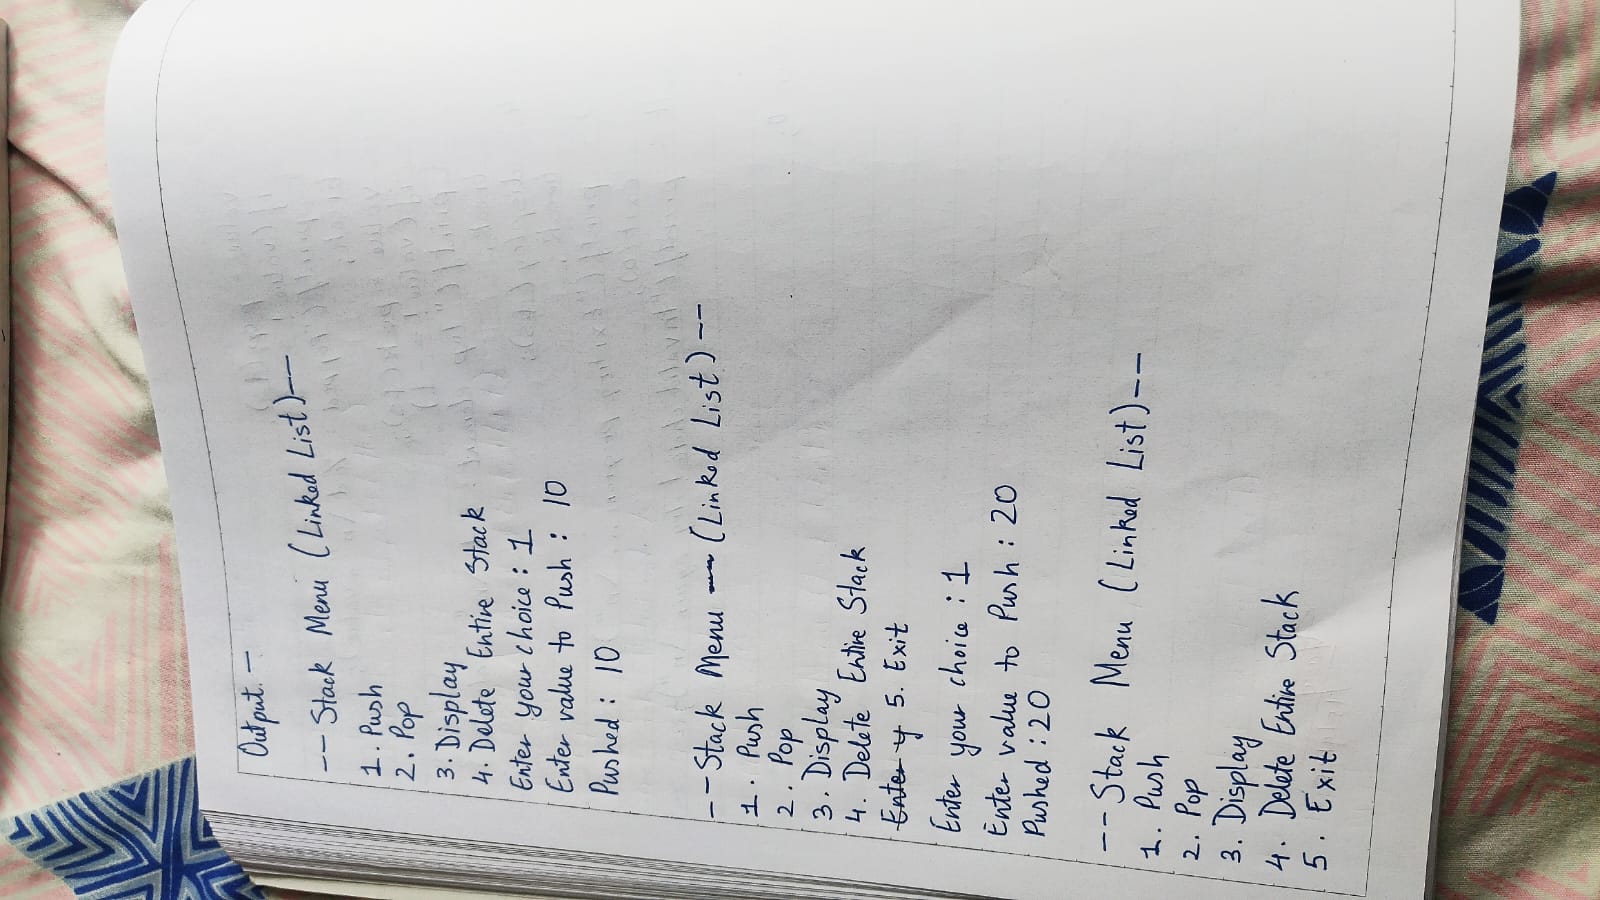 Output:-
-- Stack Menu (Linked List)--
1. Push
2. Pop
3. Display
4. Delete Entire Stack
Enter your choice : 1
Enter value to Push : 10
Pushed : 10
-- Stack Menu — (Linked List) --
1. Push
2. Pop
3. Display
4. Delete Entire Stack
Enter y 5. Exit
Enter your choice : 1
Enter value to Push : 20
Pushed : 20
-- Stack Menu (Linked List)--
1. Push
2. Pop
3. Display
4. Delete Entire Stack
5. Exit